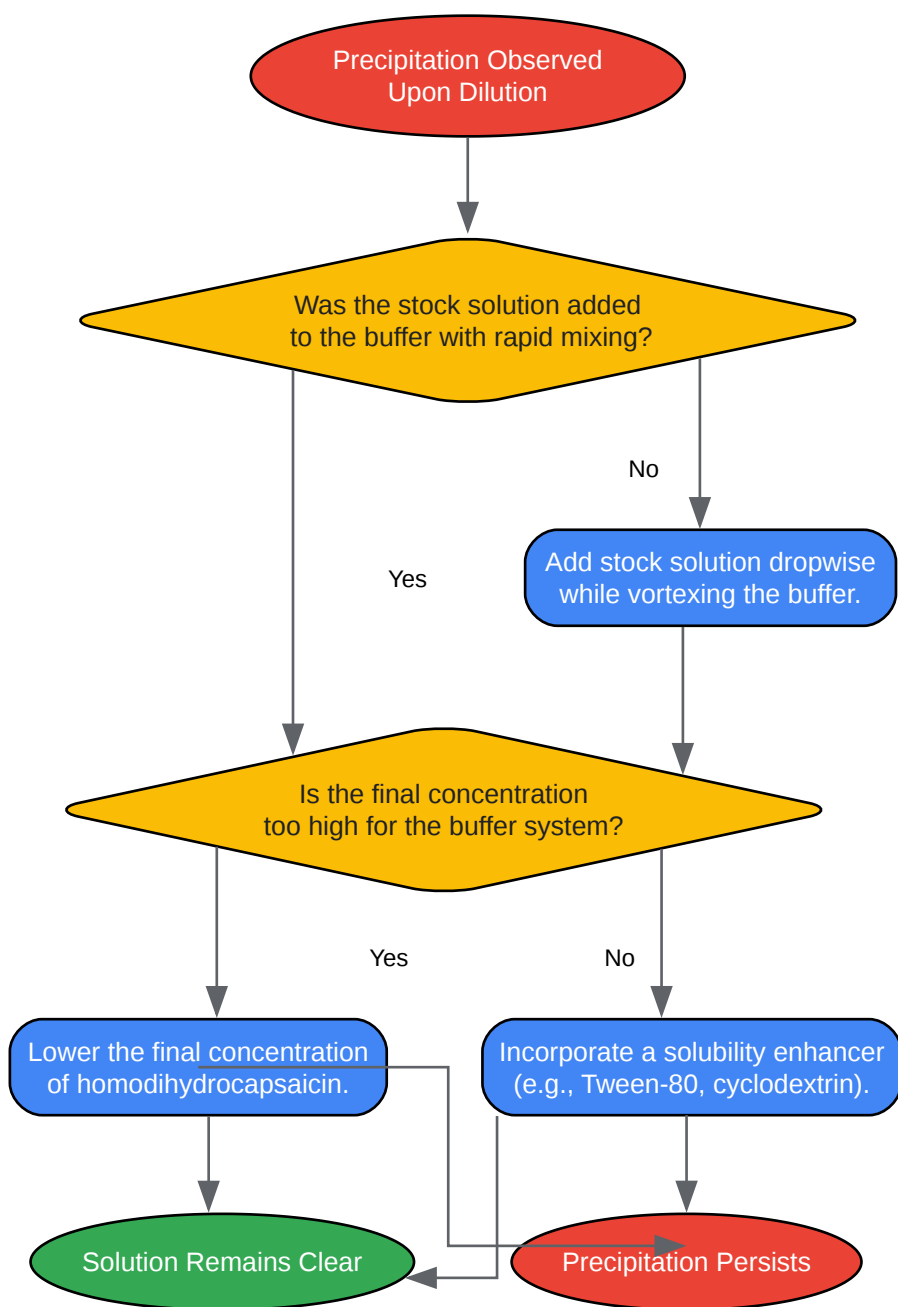 Precipitation Observed
Upon Dilution
Was the stock solution added
to the buffer with rapid mixing?
No
Yes
Add stock solution dropwise
while vortexing the buffer.
Is the final concentration
too high for the buffer system?
Yes
No
Lower the final concentration
of homodihydrocapsaicin.
Incorporate a solubility enhancer
(e.g., Tween-80, cyclodextrin).
Solution Remains Clear
Precipitation Persists